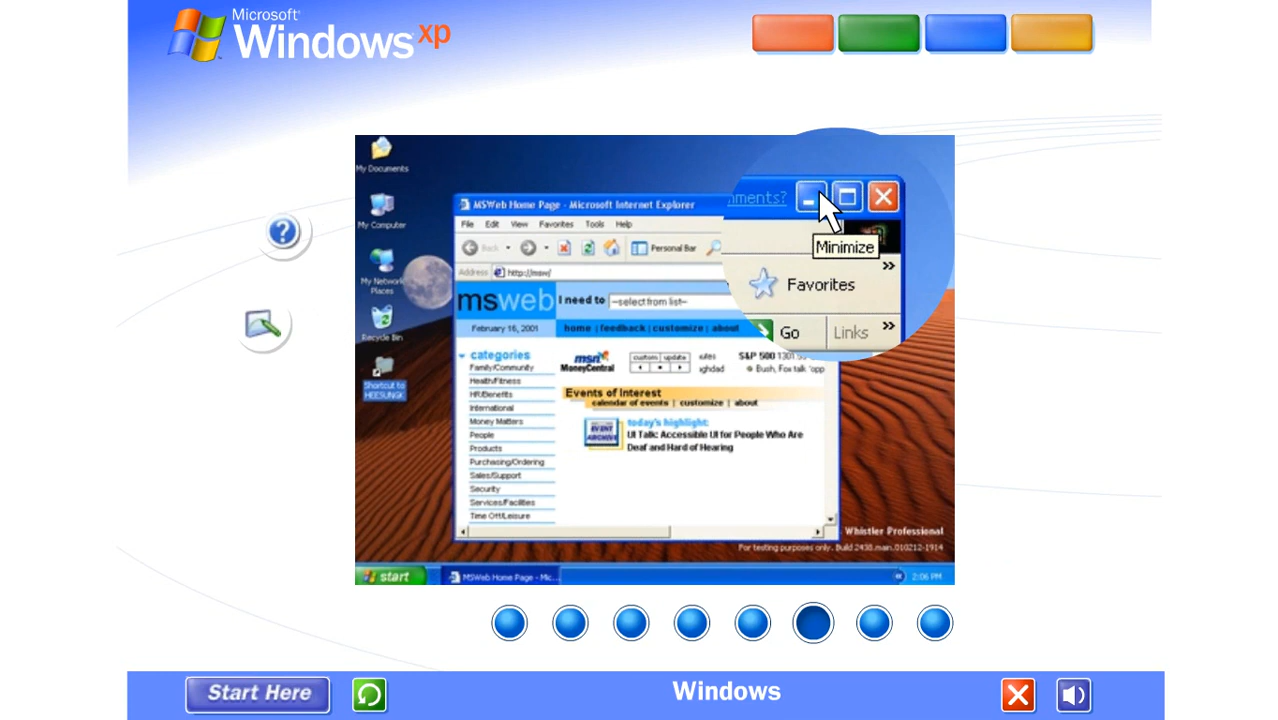 Microsoft
Windows xp
My Documents
My Computer
My Network
Places
Recycle Bin
Shortcut to
MSWeb Home Page - Microsoft Internet Explorer
File Edit View Favorites Tools Help
Back
Personal Bar
Address http://msw/
msweb
I need to --select from list--
February 16, 2001
home | feedback | customize | about
categories
Family/Community
Health/Fitness
HR/Benefits
International
Money Matters
People
Products
Purchasing/Ordering
Sales/Support
Security
Services/Facilities
Time Off/Leisure
msn
MoneyCentral
custom update
utes
ghdad
S&P 500 1301
Bush, Fox talk 'opp
Events of Interest
calendar of events | customize | about
EVENT
ARCHIVE
today's highlight:
UI Talk: Accessible UI for People Who Are
Deaf and Hard of Hearing
mments?
Minimize
»
Favorites
Go
Links »
Whistler Professional
For testing purposes only. Build 2438.main.010212-1914
start
MSWeb Home Page - Mic...
2:06 PM
Start Here
Windows